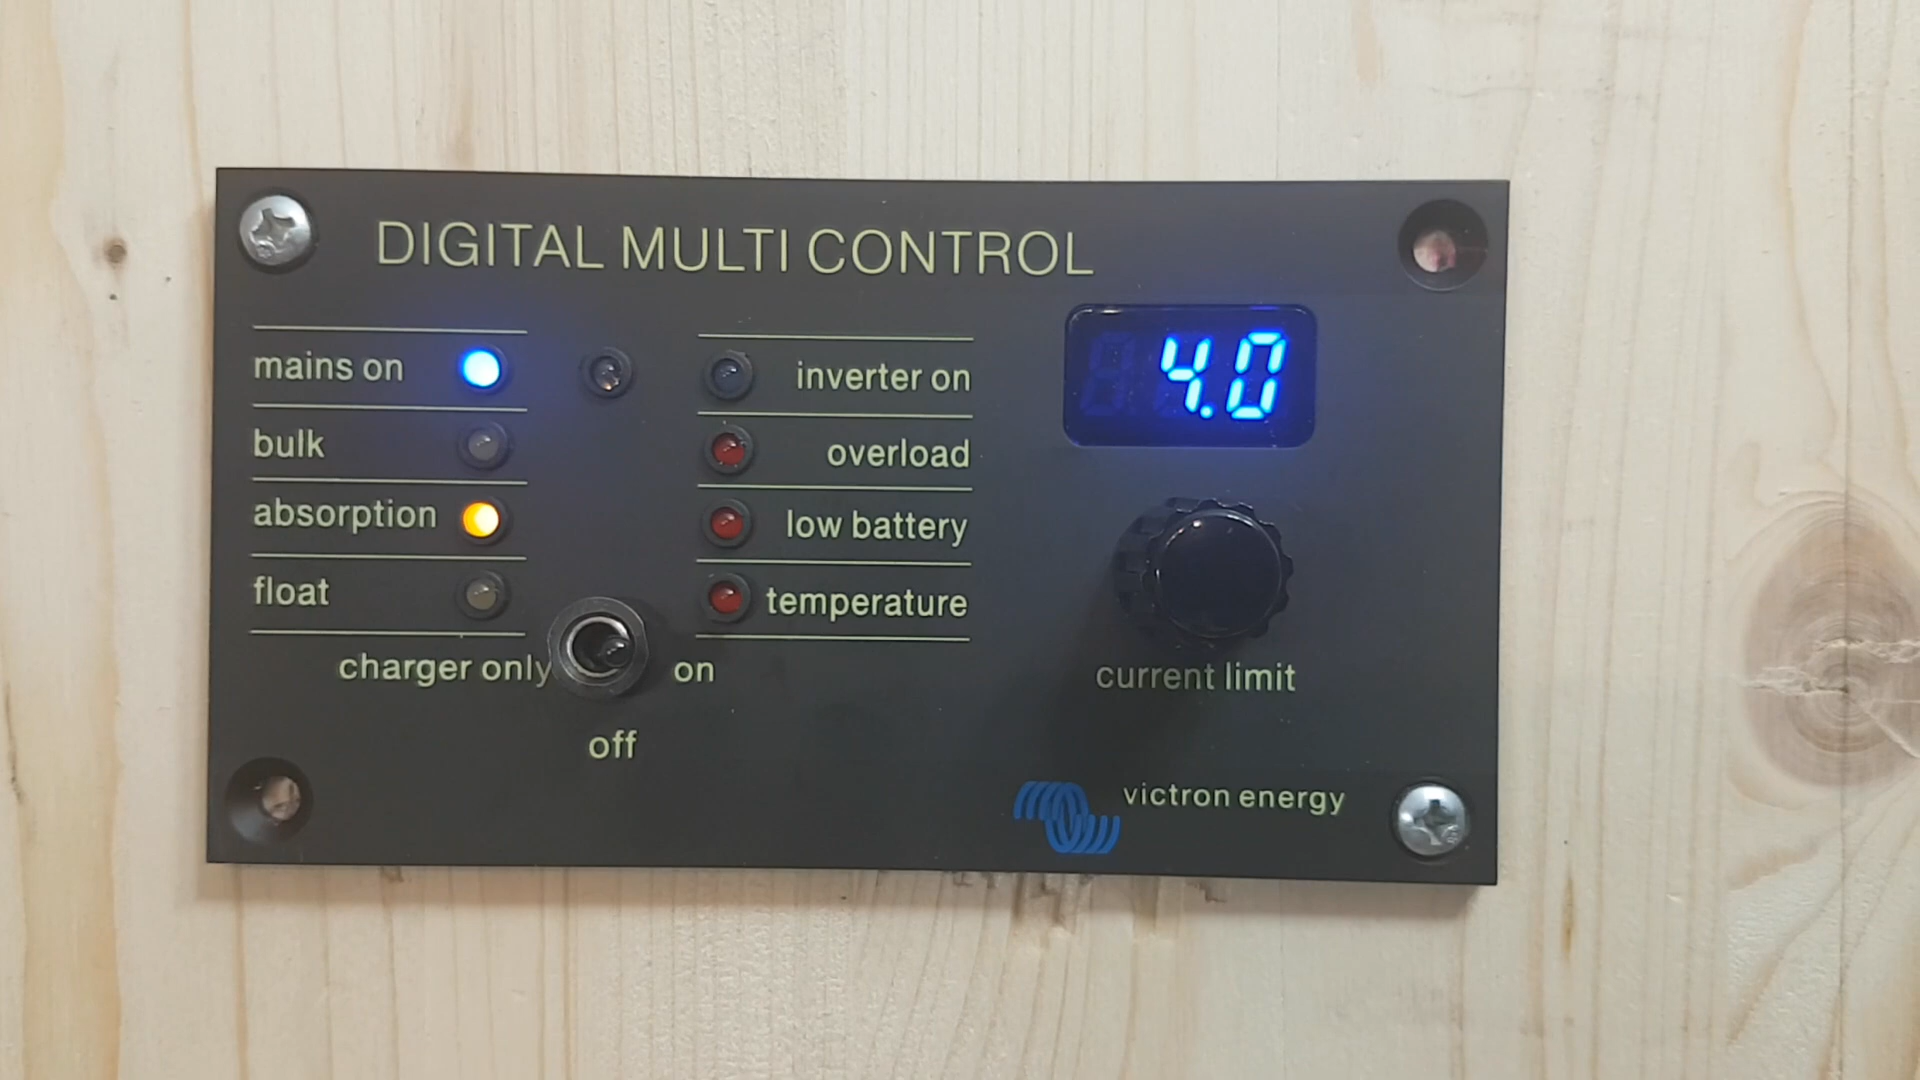 DIGITAL MULTI CONTROL
mains on
bulk
absorption
float
inverter on
overload
low battery
temperature
4.0
charger only
on
off
current limit
victron energy